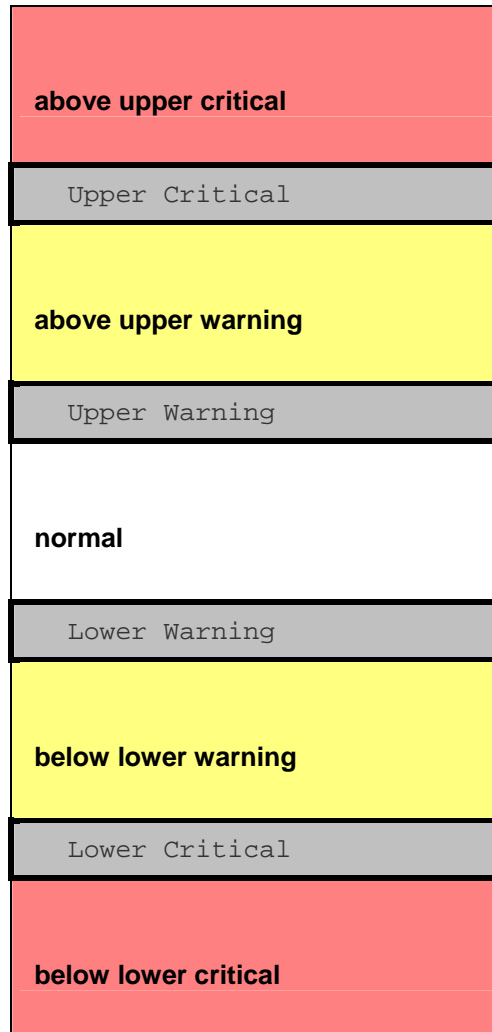 above upper critical
Upper Critical
above upper warning
Upper Warning
normal
Lower Warning
below lower warning
Lower Critical
below lower critical